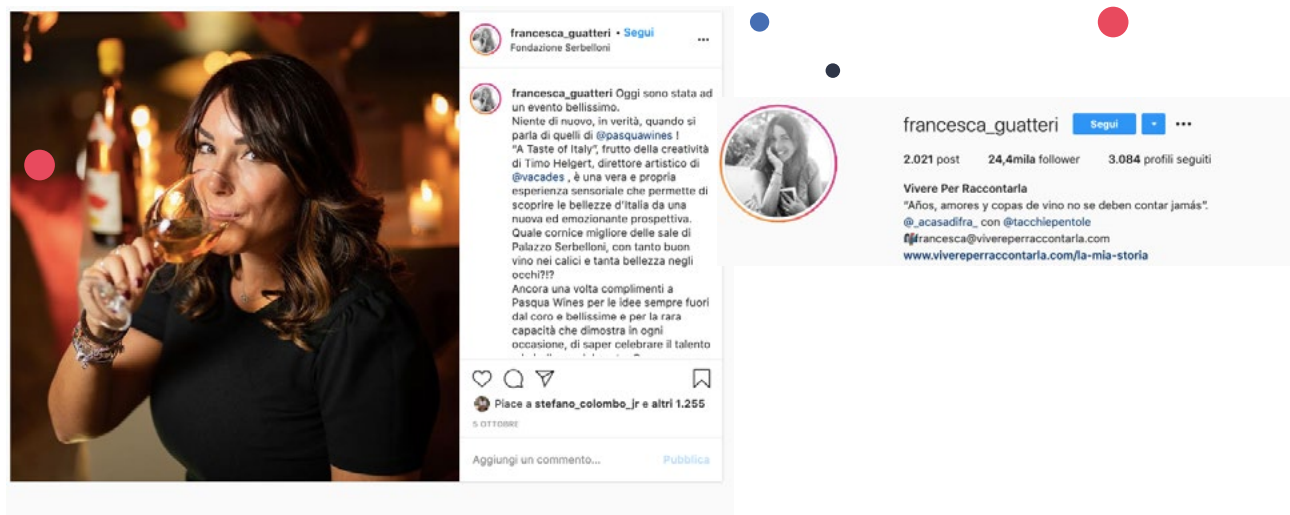 francesca_guatteri • Segui
Fondazione Serbelloni
francesca_guatteri Oggi sono stata ad
un evento bellissimo.
Niente di nuovo, in verità, quando si
parla di quelli di @pasquawines !
"A Taste of Italy", frutto della creatività
di Timo Helgert, direttore artistico di
@vacades , è una vera e propria
esperienza sensoriale che permette di
scoprire le bellezze d'Italia da una
nuova ed emozionante prospettiva.
Quale cornice migliore delle sale di
Palazzo Serbelloni, con tanto buon
vino nei calici e tanta bellezza negli
occhi?!?
Ancora una volta complimenti a
Pasqua Wines per le idee sempre fuori
dal coro e bellissime e per la rara
capacità che dimostra in ogni
occasione, di saper celebrare il talento
Piace a stefano_colombo_jr e altri 1.255
5 OTTOBRE
Aggiungi un commento... Pubblica
francesca_guatteri Segui
2.021 post 24,4mila follower 3.084 profili seguiti
Vivere Per Raccontarla
"Años, amores y copas de vino no se deben contar jamás".
@_acasadifra_ con @tacchiepentole
francesca@vivereperraccontarla.com
www.vivereperraccontarla.com/la-mia-storia